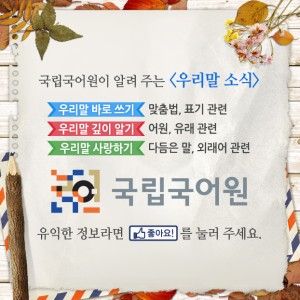 국립국어원이 알려 주는 <우리말 소식>
우리말 바로 쓰기 맞춤법, 표기 관련
우리말 깊이 알기 어원, 유래 관련
우리말 사랑하기 다듬은 말, 외래어 관련
국립국어원
유익한 정보라면 좋아요! 를 눌러 주세요.